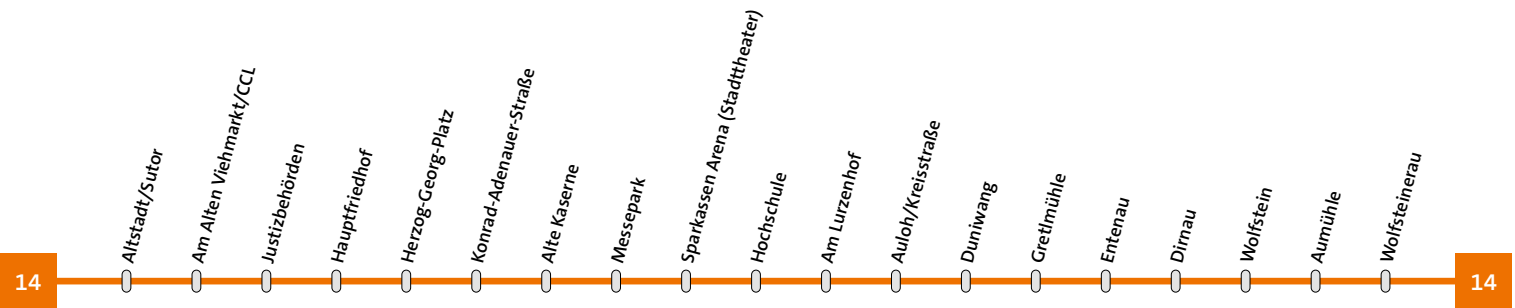 14
Altstadt/Sutor
Am Alten Viehmarkt/CCL
Justizbehörden
Hauptfriedhof
Herzog-Georg-Platz
Konrad-Adenauer-Straße
Alte Kaserne
Messepark
Sparkassen Arena (Stadttheater)
Hochschule
Am Lurzenhof
Auloh/Kreisstraße
Duniwang
Gretlmühle
Entenau
Dirnau
Wolfstein
Aumühle
Wolfsteinerau
14